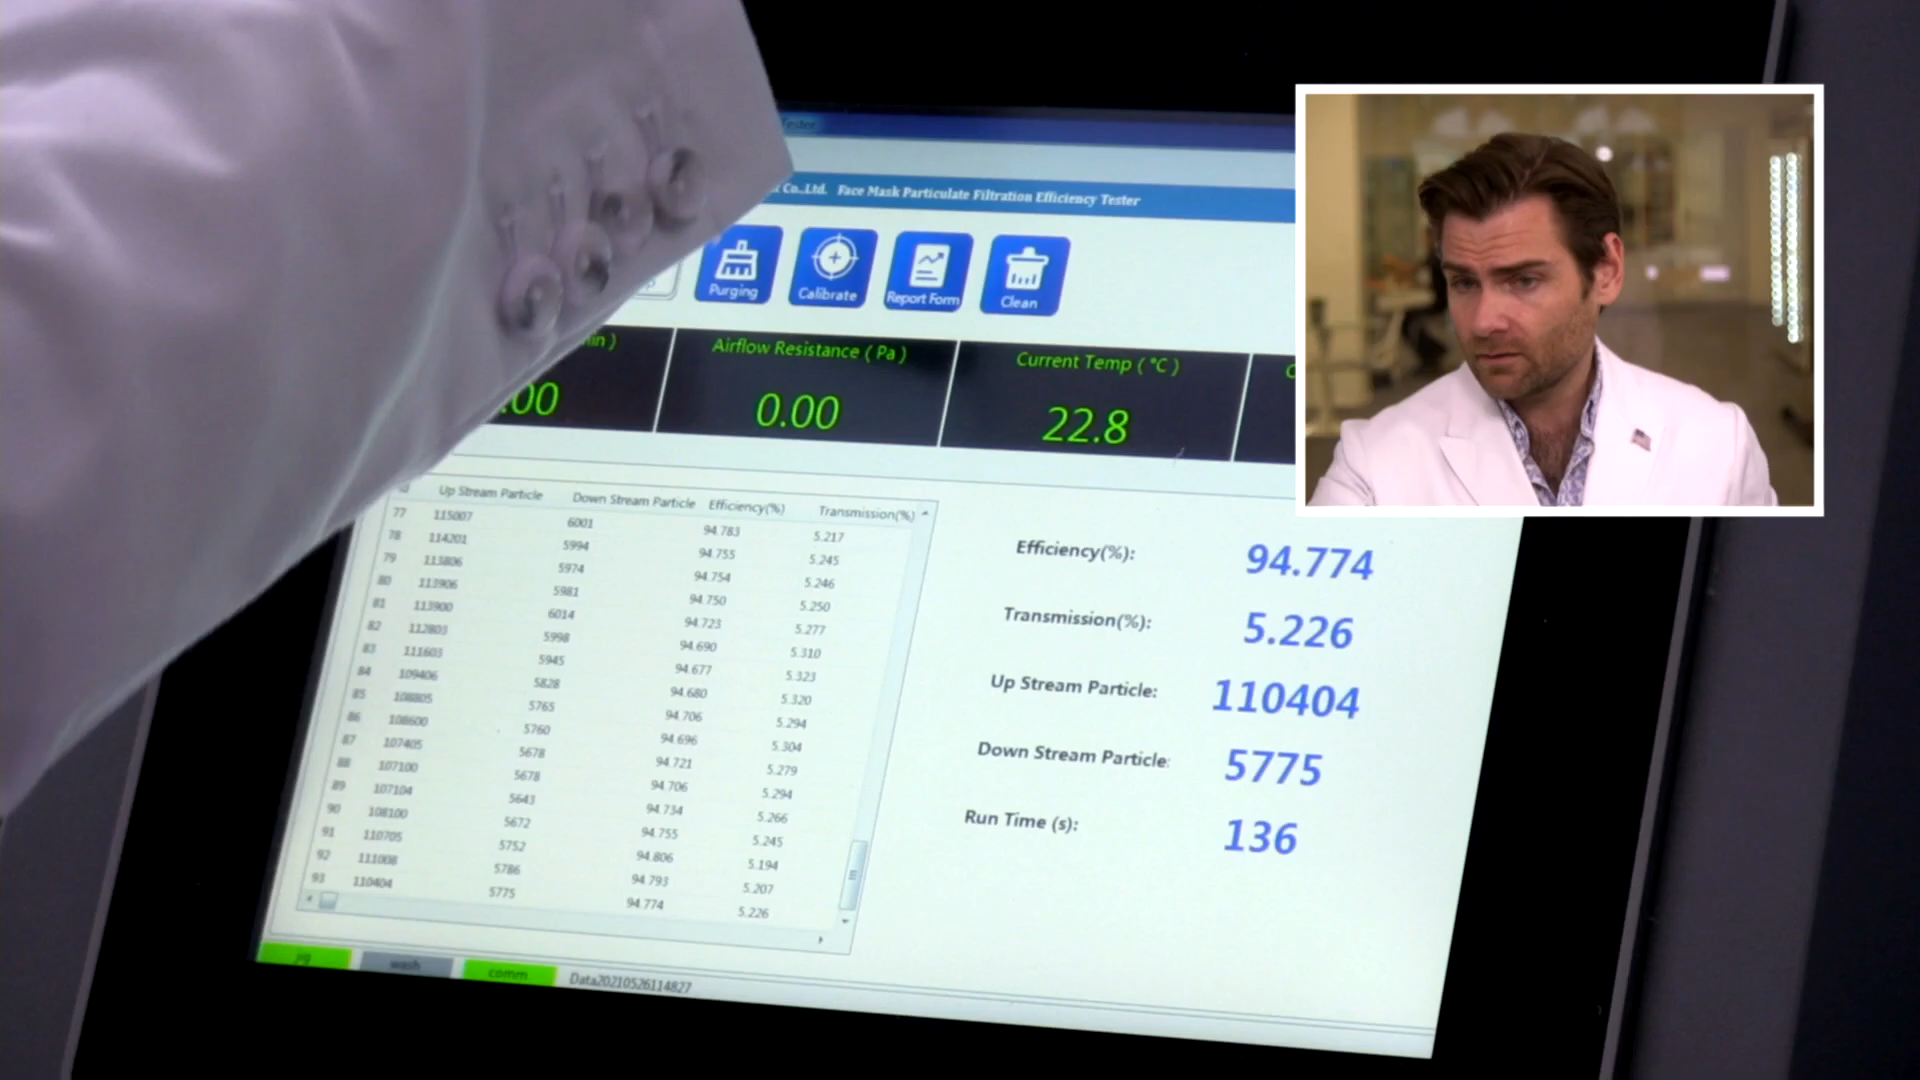 Tester
Co.,Ltd. Face Mask Particulate Filtration Efficiency Tester
Purging
Calibrate
Report Form
Clean
Airflow Resistance ( Pa )
Current Temp ( °C )
.00
0.00
22.8
Up Stream Particle Down Stream Particle Efficiency(%) Transmission(%)
77 115007 6001 94.783 5.217
78 114201 5994 94.755 5.245
79 113806 5974 94.754 5.246
80 113906 5981 94.750 5.250
81 113900 6014 94.723 5.277
82 112803 5998 94.690 5.310
83 111603 5945 94.677 5.323
84 109406 5828 94.680 5.320
85 108805 5765 94.706 5.294
86 108600 5760 94.696 5.304
87 107405 5678 94.721 5.279
88 107100 5678 94.706 5.294
89 107104 5643 94.734 5.266
90 108100 5672 94.755 5.245
91 110705 5752 94.806 5.194
92 111008 5786 94.793 5.207
93 110404 5775 94.774 5.226
Efficiency(%): 94.774
Transmission(%): 5.226
Up Stream Particle: 110404
Down Stream Particle: 5775
Run Time (s): 136
jig wash comm Data20210526114827